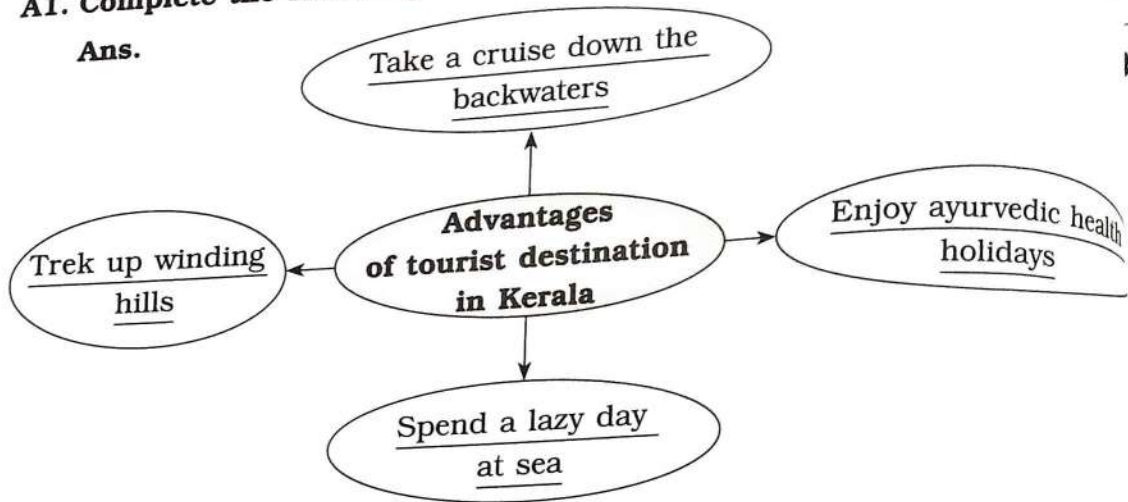 A1. Complete the
Ans.
Take a cruise down the
backwaters
Advantages
of tourist destination
in Kerala
Enjoy ayurvedic health
holidays
Trek up winding
hills
Spend a lazy day
at sea